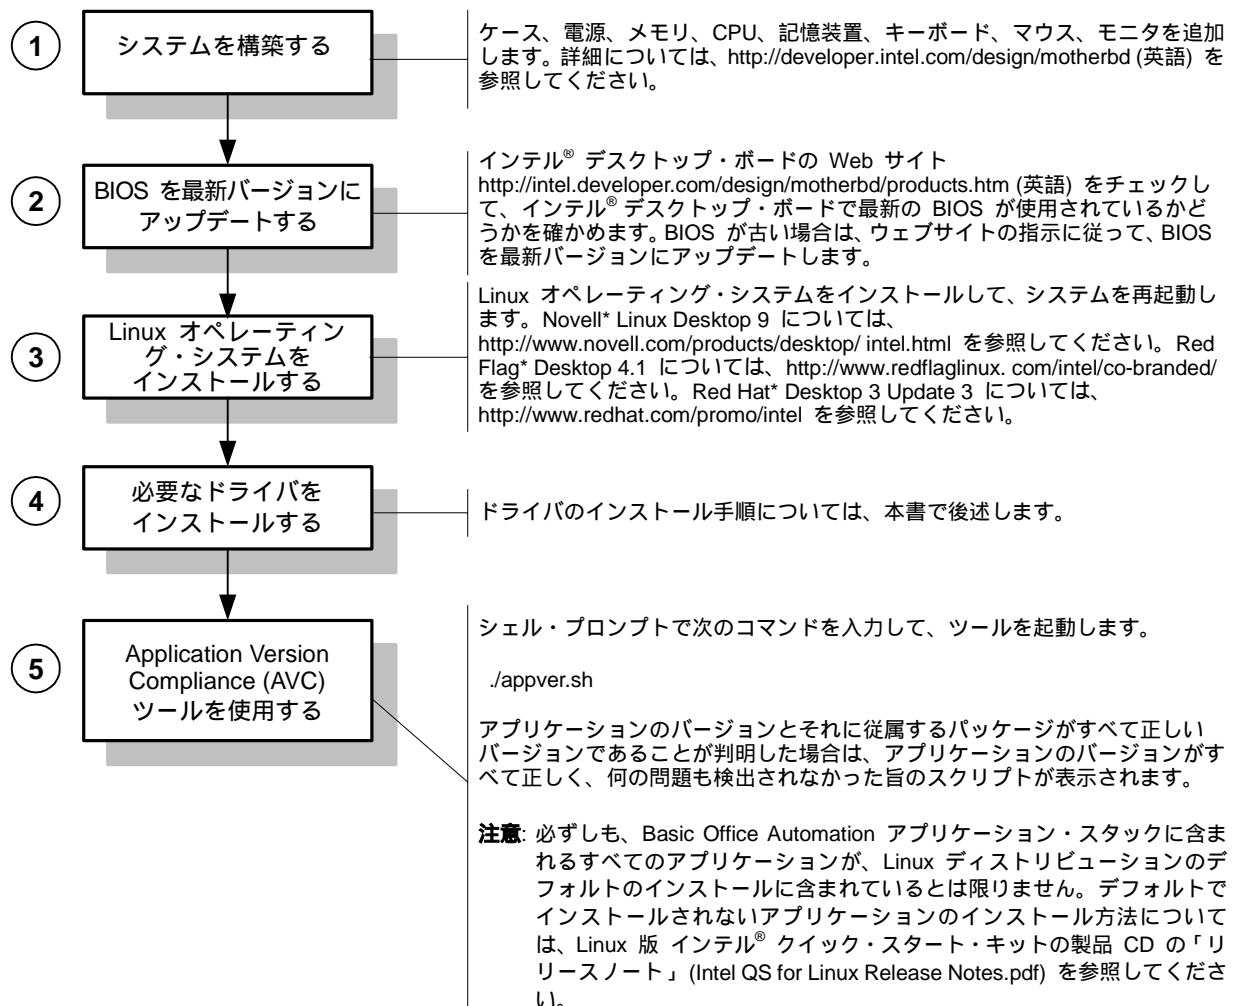 1
システムを構築する
ケース、電源、メモリ、CPU、記憶装置、キーボード、マウス、モニタを追加
します。詳細については、http://developer.intel.com/design/motherbd (英語) を
参照してください。
2
BIOS を最新バージョンに
アップデートする
インテル® デスクトップ・ボードの Web サイト
http://intel.developer.com/design/motherbd/products.htm (英語) をチェックし
て、インテル® デスクトップ・ボードで最新の BIOS が使用されているかど
うかを確かめます。BIOS が古い場合は、ウェブサイトの指示に従って、BIOS
を最新バージョンにアップデートします。
3
Linux オペレーティン
グ・システムを
インストールする
Linux オペレーティング・システムをインストールして、システムを再起動し
ます。Novell* Linux Desktop 9 については、
http://www.novell.com/products/desktop/ intel.html を参照してください。Red
Flag* Desktop 4.1 については、http://www.redflaglinux. com/intel/co-branded/
を参照してください。Red Hat* Desktop 3 Update 3 については、
http://www.redhat.com/promo/intel を参照してください。
4
必要なドライバを
インストールする
ドライバのインストール手順については、本書で後述します。
5
Application Version
Compliance (AVC)
ツールを使用する
シェル・プロンプトで次のコマンドを入力して、ツールを起動します。
./appver.sh
アプリケーションのバージョンとそれに従属するパッケージがすべて正しい
バージョンであることが判明した場合は、アプリケーションのバージョンがす
べて正しく、何の問題も検出されなかった旨のスクリプトが表示されます。
注意: 必ずしも、Basic Office Automation アプリケーション・スタックに含ま
れるすべてのアプリケーションが、Linux ディストリビューションのデ
フォルトのインストールに含まれているとは限りません。デフォルトで
インストールされないアプリケーションのインストール方法について
は、Linux 版 インテル® クイック・スタート・キットの製品 CD の「リ
リースノート」 (Intel QS for Linux Release Notes.pdf) を参照してくださ
い。